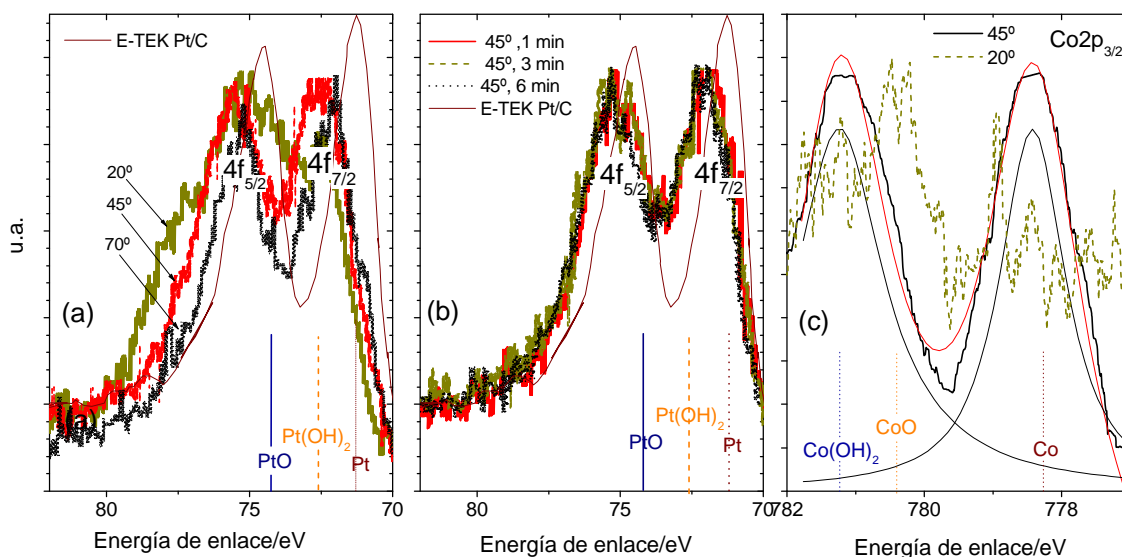 E-TEK Pt/C
4f 5/2
4f 7/2
20º
45º
70º
u.a.
(a)
(a)
Pt(OH)2
PtO
Pt
80
75
70
Energía de enlace/eV
45º ,1 min
45º, 3 min
45º, 6 min
E-TEK Pt/C
4f 5/2
4f 7/2
(b)
Pt(OH)2
PtO
Pt
80
75
70
Energía de enlace/eV
45º
20º
Co2p3/2
(c)
CoO
Co(OH)2
Co
782
780
778
Energía de enlace/eV